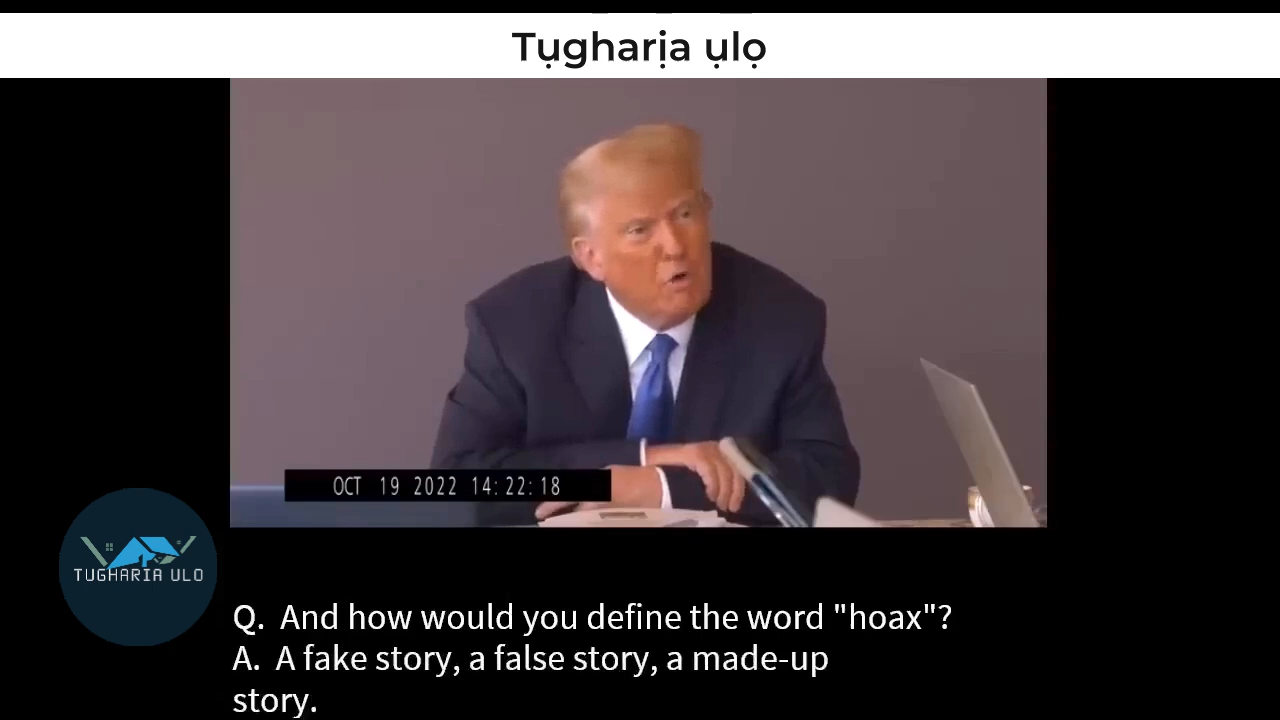 Tụgharịa ụlọ
OCT 19 2022 14:22:18
TUGHARIA ULO
Q. And how would you define the word "hoax"?
A. A fake story, a false story, a made-up
story.